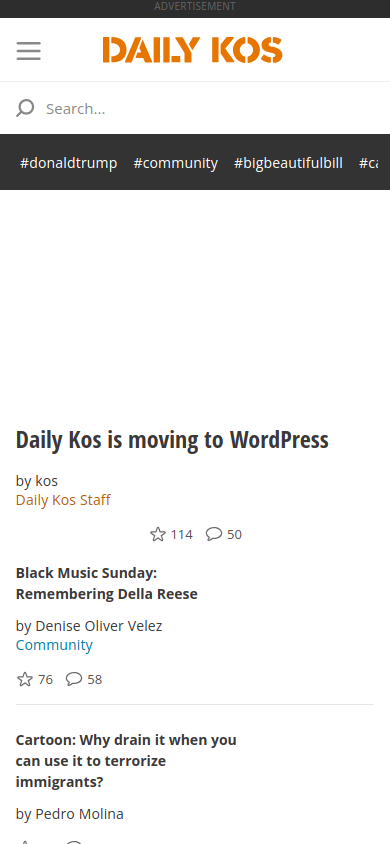 ADVERTISEMENT
DAILY KOS
Search...
#donaldtrump #community #bigbeautifulbill
Daily Kos is moving to WordPress
by kos
Daily Kos Staff
114 50
Black Music Sunday:
Remembering Della Reese
by Denise Oliver Velez
Community
76 58
Cartoon: Why drain it when you
can use it to terrorize
immigrants?
by Pedro Molina